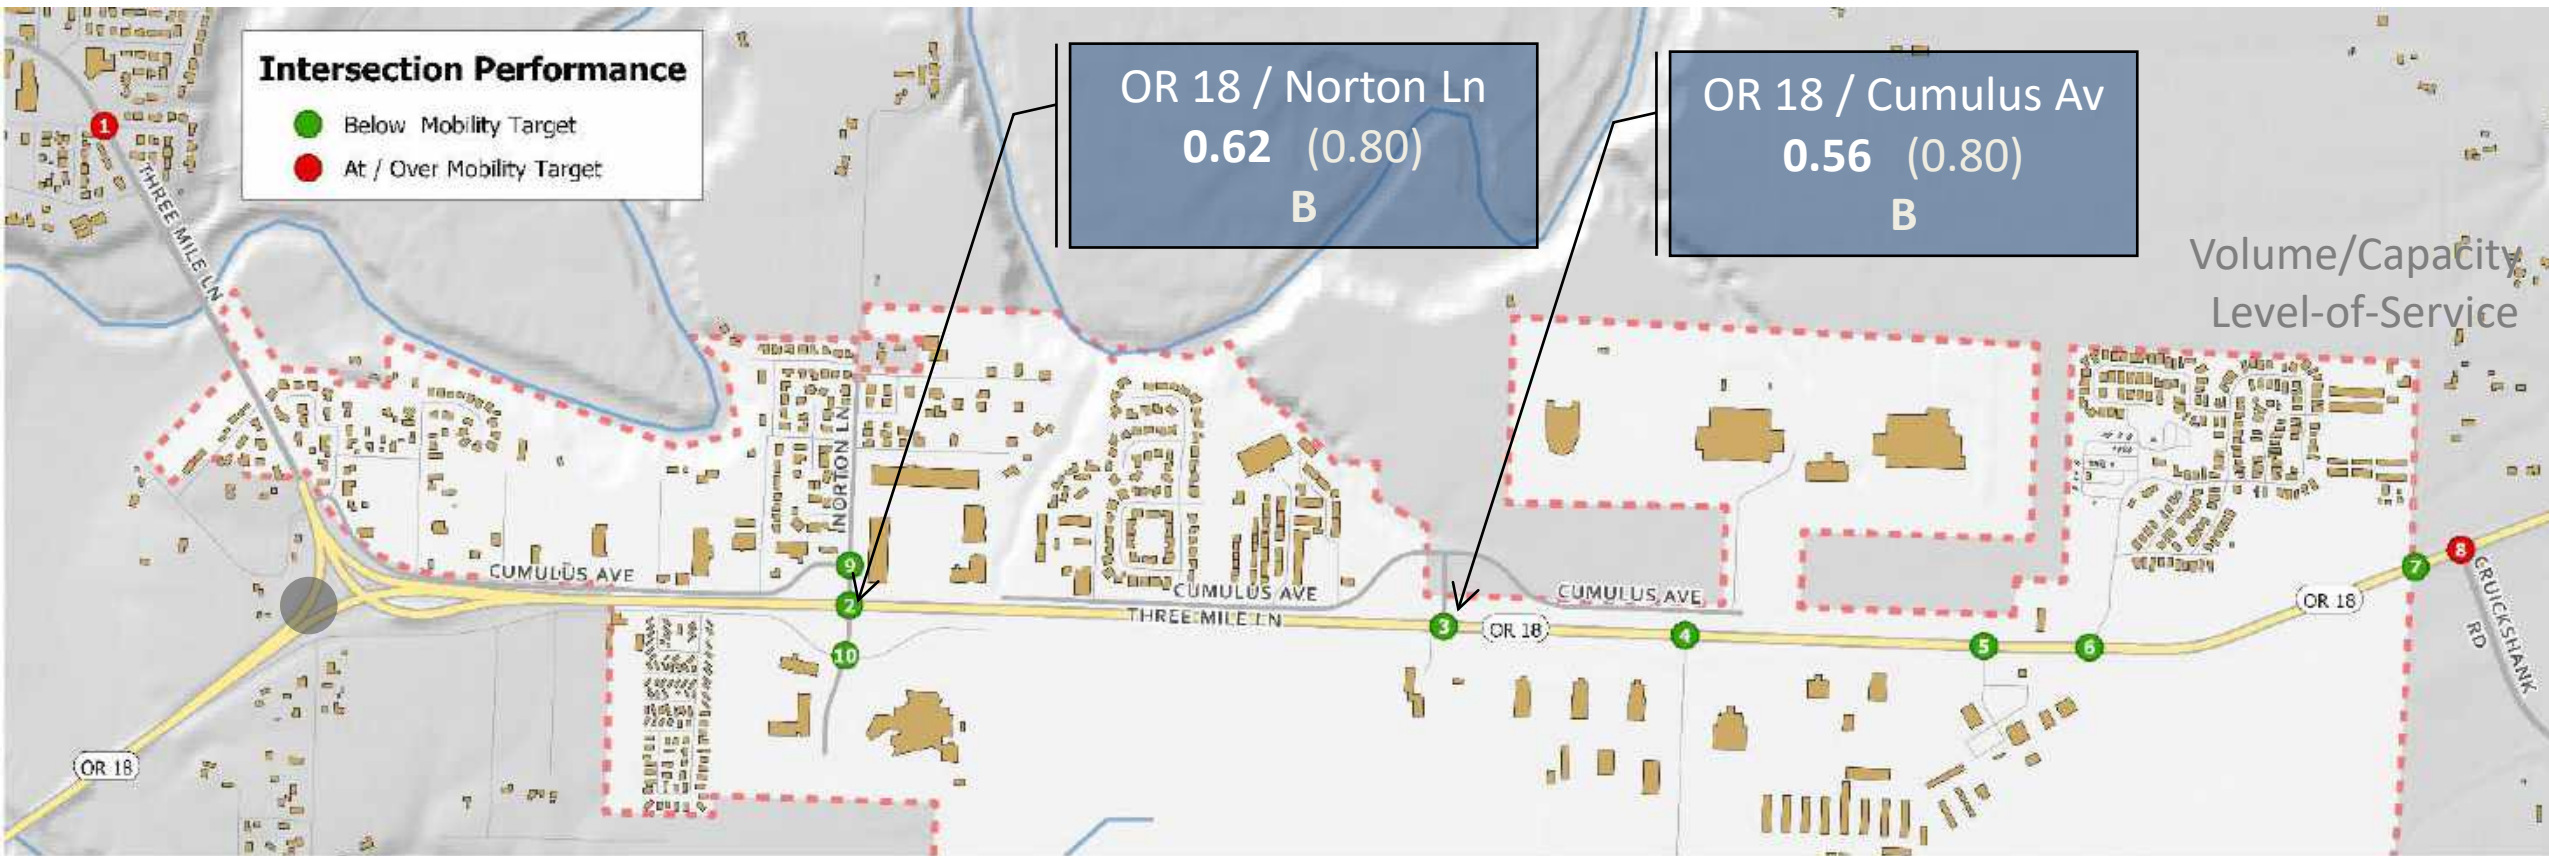 Intersection Performance
Below Mobility Target
At / Over Mobility Target
OR 18 / Norton Ln
0.62 (0.80)
B
OR 18 / Cumulus Av
0.56 (0.80)
B
Volume/Capacity
Level-of-Service
1
THREE MILE LN
NORTON LN
9
CUMULUS AVE
2
10
CUMULUS AVE
THREE MILE LN
3
OR 18
CUMULUS AVE
4
5
6
7
8
OR 18
CRUICKSHANK
RD
OR 18